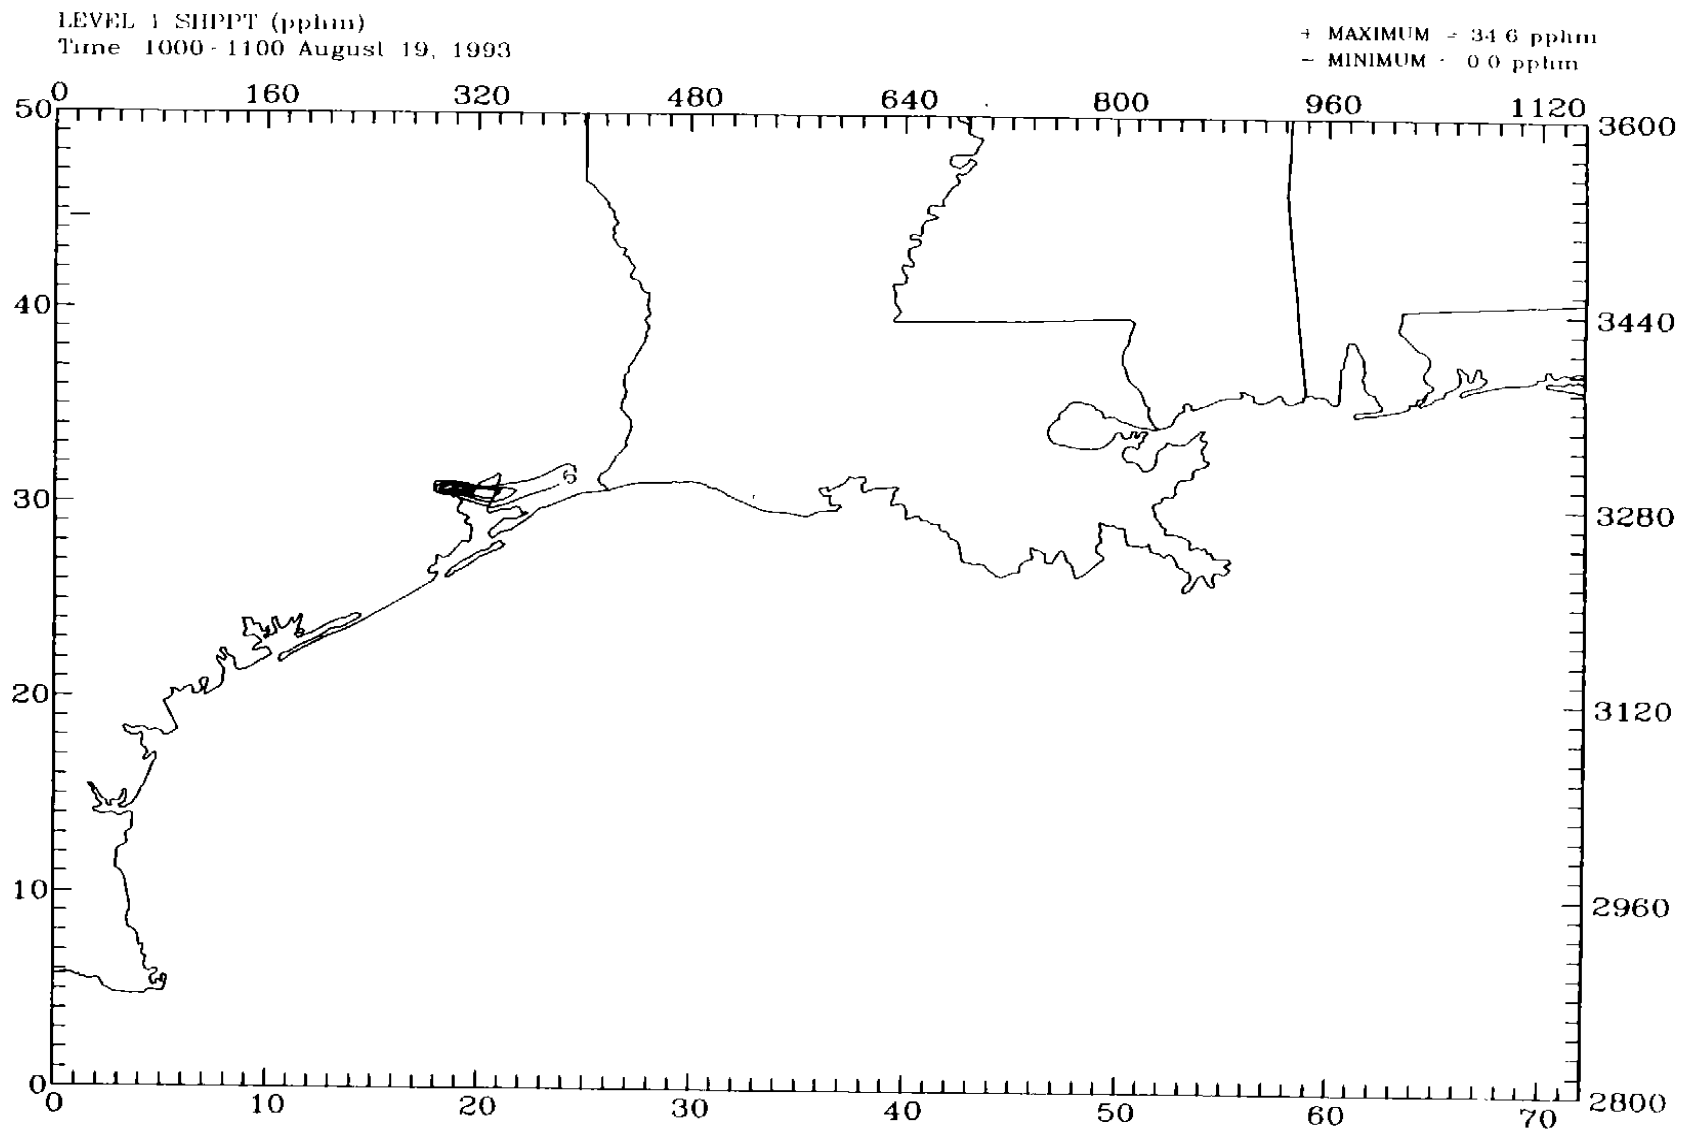 LEVEL 1 SHPPT (pphm)
Time 1000-1100 August 19, 1993
+ MAXIMUM = 34.6 pphm
- MINIMUM - 0.0 pphm
0 160 320 480 640 800 960 1120
50 3600
40 3440
6
30 3280
20 3120
10 2960
0 2800
0 10 20 30 40 50 60 70